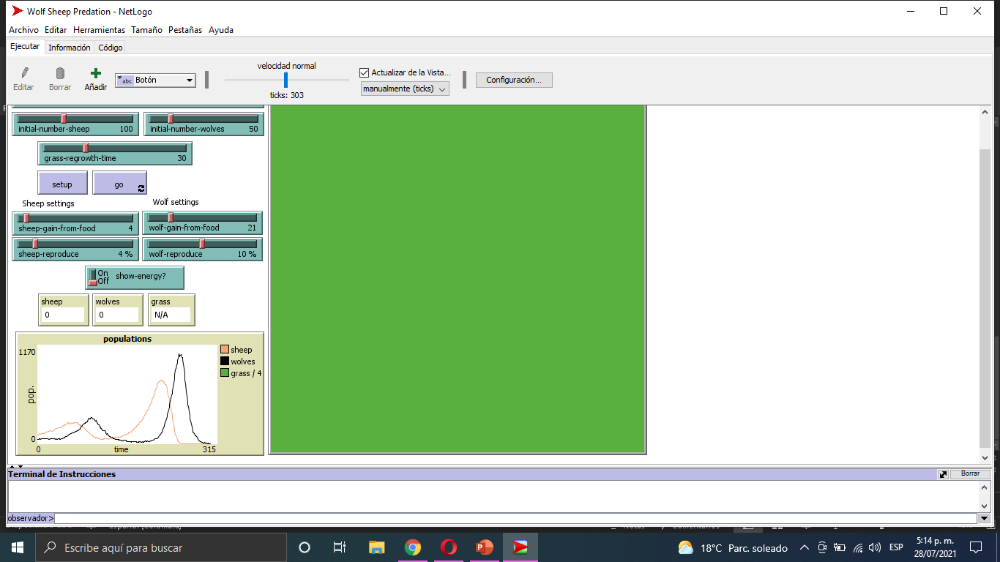 Wolf Sheep Predation - NetLogo
Archivo Editar Herramientas Tamaño Pestañas Ayuda
Ejecutar Información Código
velocidad normal
Actualizar de la Vista...
abc Botón
manualmente (ticks)
Configuración...
Editar Borrar Añadir
ticks: 303
initial-number-sheep 100
initial-number-wolves 50
grass-regrowth-time 30
setup
go
Sheep settings
Wolf settings
sheep-gain-from-food 4
wolf-gain-from-food 21
sheep-reproduce 4 %
wolf-reproduce 10 %
On
Off
show-energy?
sheep
0
wolves
0
grass
N/A
populations
1170
pop.
0
0
time
315
sheep
wolves
grass / 4
Terminal de Instrucciones
Borrar
observador>
Escribe aquí para buscar
18°C Parc. soleado
ESP
5:14 p. m.
28/07/2021